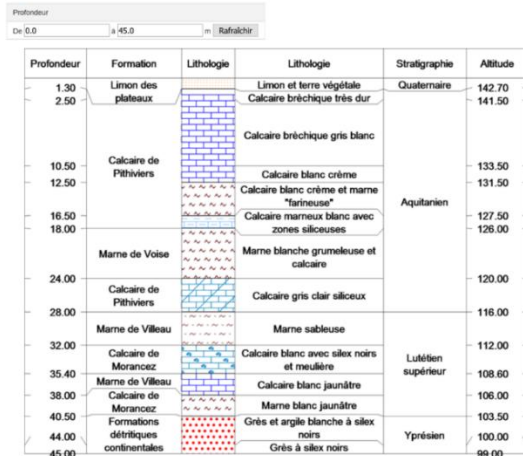 Profondeur
De 0.0 à 45.0 m Rafraîchir
Profondeur Formation Lithologie Lithologie Stratigraphie Altitude
1.30 Limon des plateaux Limon et terre végétale Quaternaire 142.70
2.50 Calcaire brèchique très dur 141.50
Calcaire brèchique gris blanc
10.50 Calcaire de Pithiviers 133.50
Calcaire blanc crème
12.50 131.50
Calcaire blanc crème et marne "farineuse"
Aquitanien
16.50 127.50
Calcaire marneux blanc avec zones siliceuses
18.00 126.00
Marne de Voise Marne blanche grumeleuse et calcaire
24.00 120.00
Calcaire de Pithiviers Calcaire gris clair siliceux
28.00 116.00
Marne de Villeau Marne sableuse
32.00 112.00
Calcaire de Morancez Calcaire blanc avec silex noirs et meulière Lutétien supérieur
35.40 108.60
Marne de Villeau Calcaire blanc jaunâtre
38.00 106.00
Calcaire de Morancez Marne blanc jaunâtre
40.50 103.50
Formations détritiques continentales Grès et argile blanche à silex noirs Yprésien
44.00 100.00
Grès à silex noirs
45.00 99.00